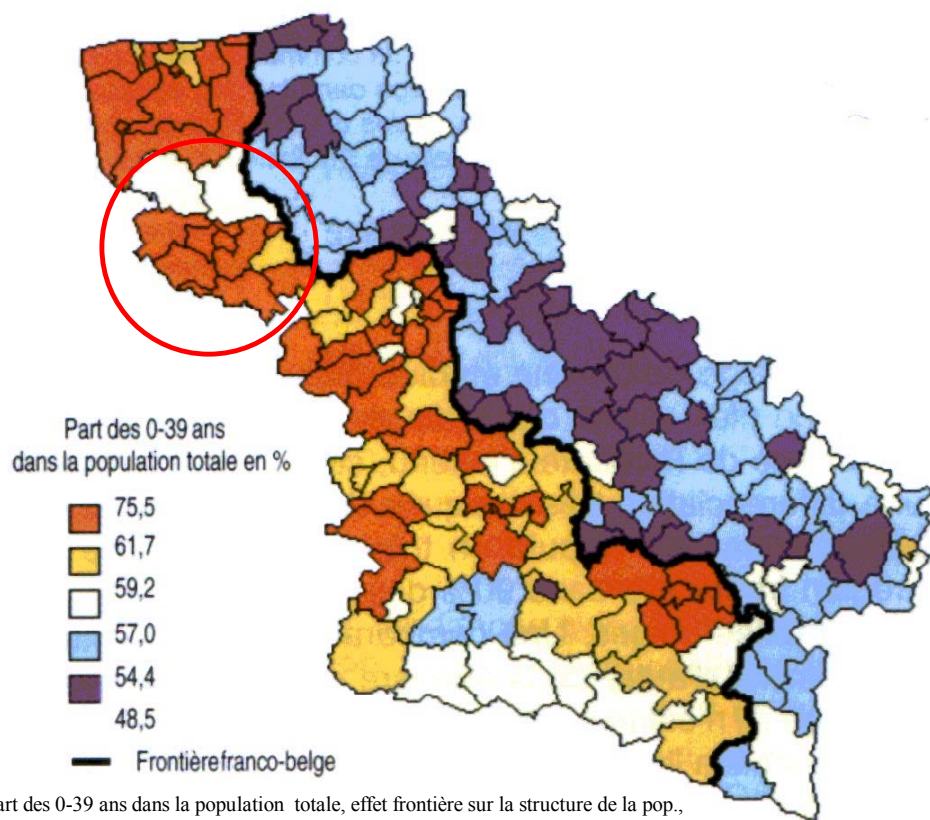 Part des 0-39 ans
dans la population totale en %
75,5
61,7
59,2
57,0
54,4
48,5
Frontière franco-belge
art des 0-39 ans dans la population totale, effet frontière sur la structure de la pop.,